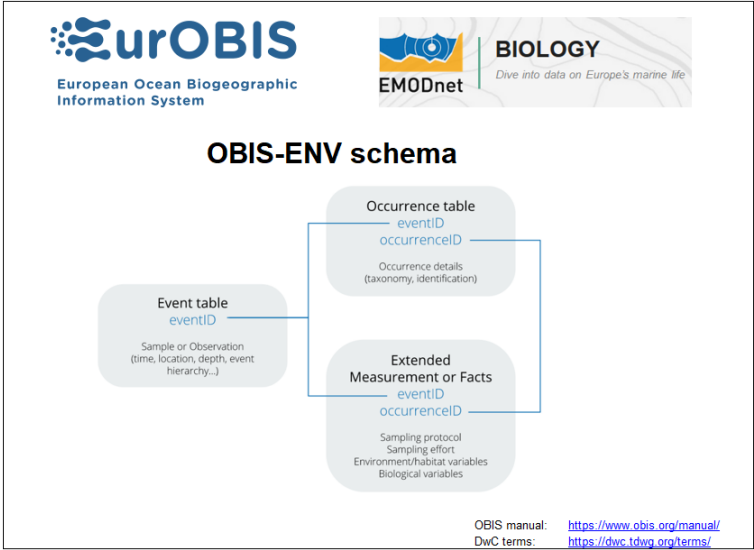 EurOBIS
European Ocean Biogeographic
Information System
EMODnet
BIOLOGY
Dive into data on Europe's marine life
OBIS-ENV schema
Occurrence table
eventID
occurrenceID
Occurrence details
(taxonomy, identification)
Event table
eventID
Sample or Observation
(time, location, depth, event
hierarchy...)
Extended
Measurement or Facts
eventID
occurrenceID
Sampling protocol
Sampling effort
Environment/habitat variables
Biological variables
OBIS manual: https://www.obis.org/manual/
DwC terms: https://dwc.tdwg.org/terms/